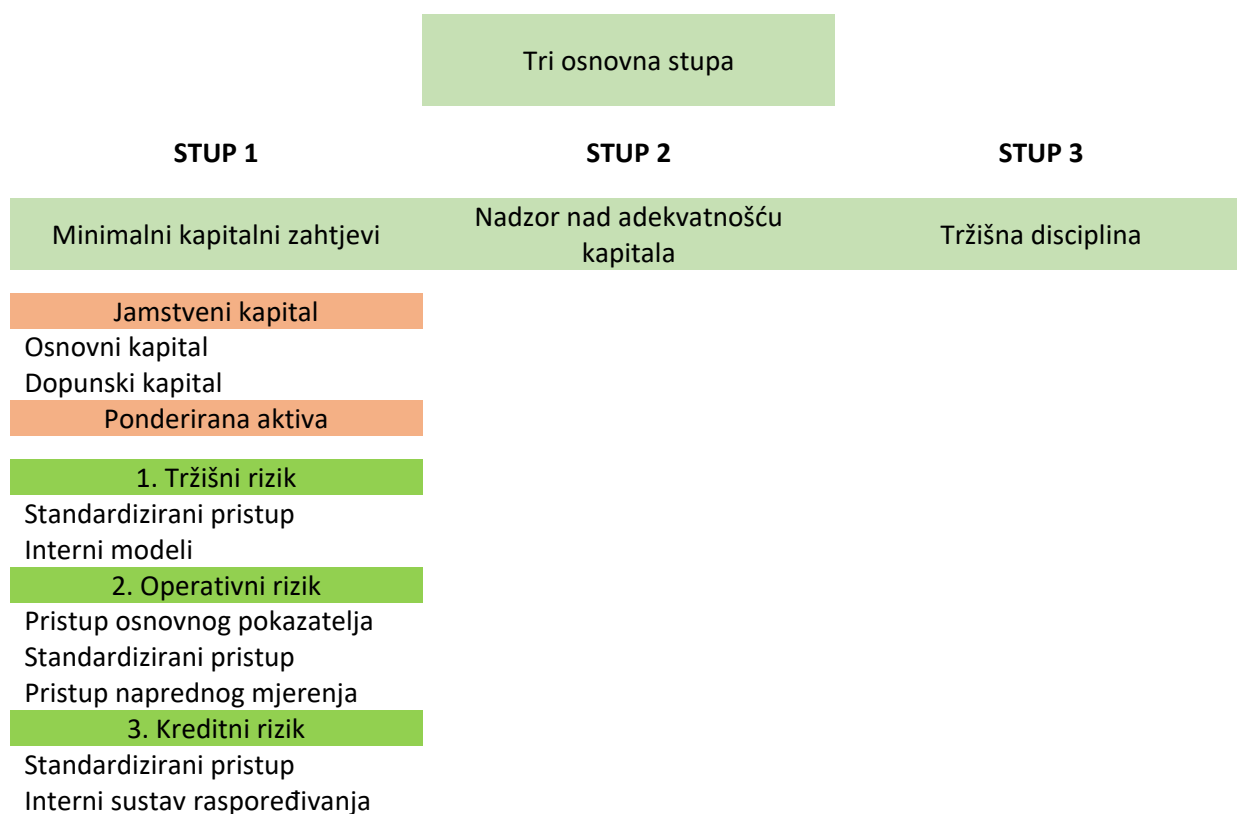 Tri osnovna stupa
STUP 1
STUP 2
STUP 3
Minimalni kapitalni zahtjevi
Nadzor nad adekvatnošću
kapitala
Tržišna disciplina
Jamstveni kapital
Osnovni kapital
Dopunski kapital
Ponderirana aktiva
1. Tržišni rizik
Standardizirani pristup
Interni modeli
2. Operativni rizik
Pristup osnovnog pokazatelja
Standardizirani pristup
Pristup naprednog mjerenja
3. Kreditni rizik
Standardizirani pristup
Interni sustav raspoređivanja